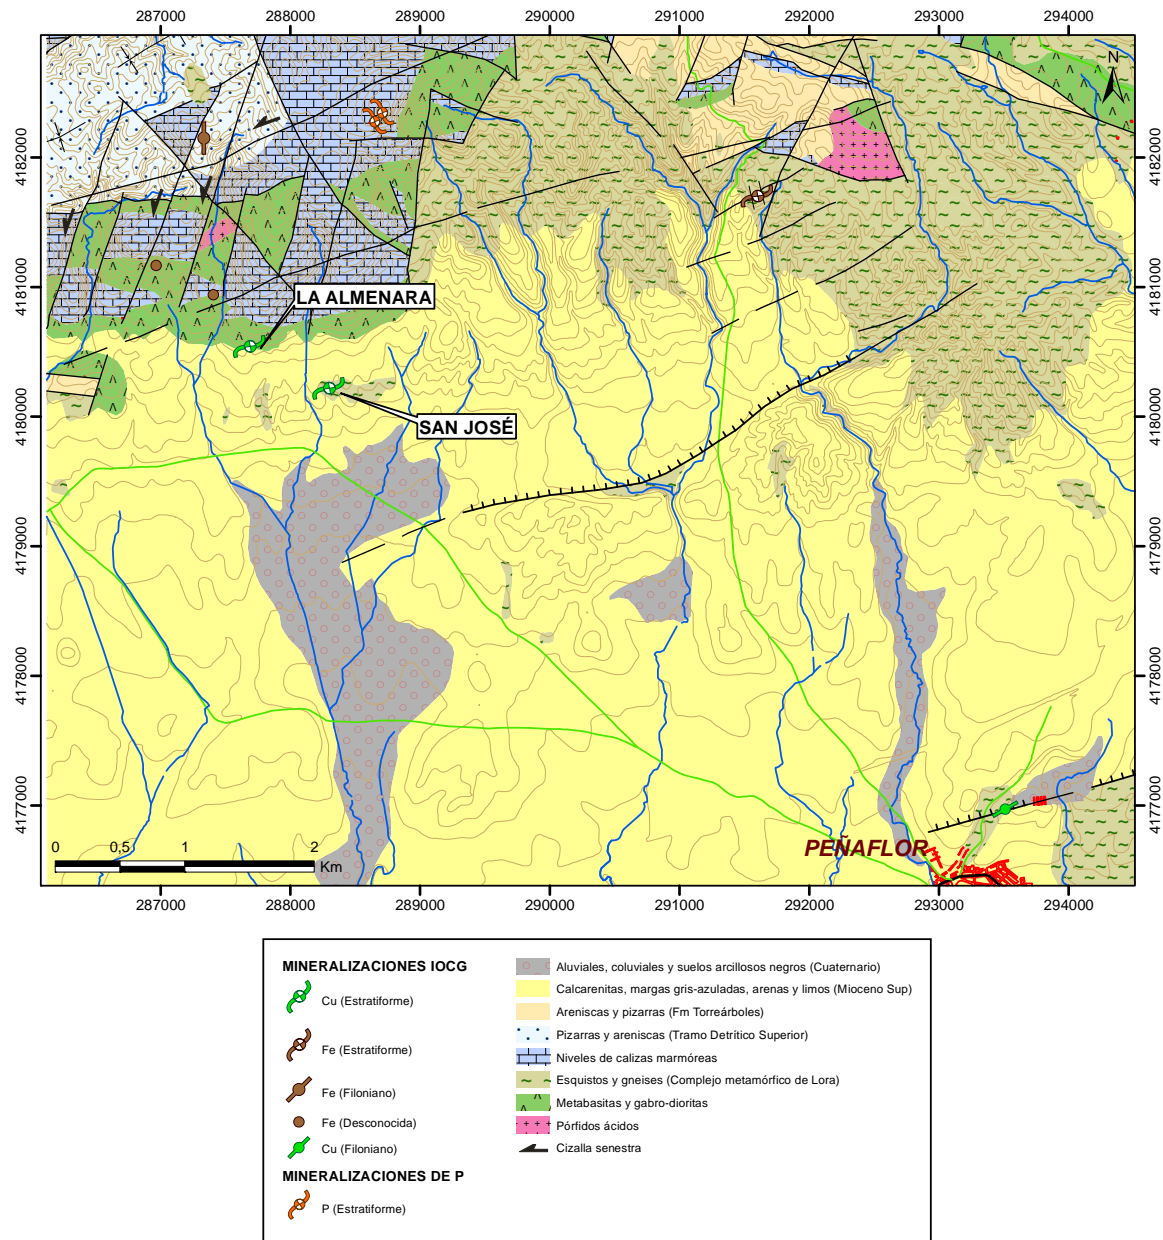 287000 288000 289000 290000 291000 292000 293000 294000
N
4182000 4182000
4181000 4181000
LA ALMENARA
4180000 4180000
SAN JOSÉ
4179000 4179000
4178000 4178000
4177000 4177000
PEÑAFLOR
0 0,5 1 2
Km
287000 288000 289000 290000 291000 292000 293000 294000
MINERALIZACIONES IOCG
Cu (Estratiforme)
Fe (Estratiforme)
Fe (Filoniano)
Fe (Desconocida)
Cu (Filoniano)
MINERALIZACIONES DE P
P (Estratiforme)
Aluviales, coluviales y suelos arcillosos negros (Cuaternario)
Calcarenitas, margas gris-azuladas, arenas y limos (Mioceno Sup)
Areniscas y pizarras (Fm Torreárboles)
Pizarras y areniscas (Tramo Detrítico Superior)
Niveles de calizas marmóreas
Esquistos y gneises (Complejo metamórfico de Lora)
Metabasitas y gabro-dioritas
Pórfidos ácidos
Cizalla senestra